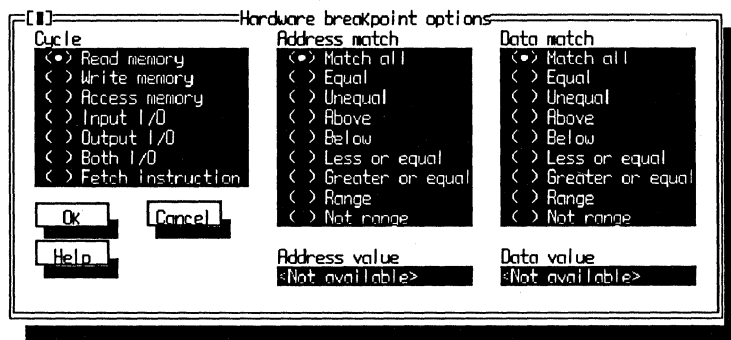 [■]
Hardware breakpoint options
Cycle
(•) Read memory
( ) Write memory
( ) Access memory
( ) Input I/O
( ) Output I/O
( ) Both I/O
( ) Fetch instruction
Ok
Cancel
Help
Address match
(•) Match all
( ) Equal
( ) Unequal
( ) Above
( ) Below
( ) Less or equal
( ) Greater or equal
( ) Range
( ) Not range
Address value
<Not available>
Data match
(•) Match all
( ) Equal
( ) Unequal
( ) Above
( ) Below
( ) Less or equal
( ) Greater or equal
( ) Range
( ) Not range
Data value
<Not available>